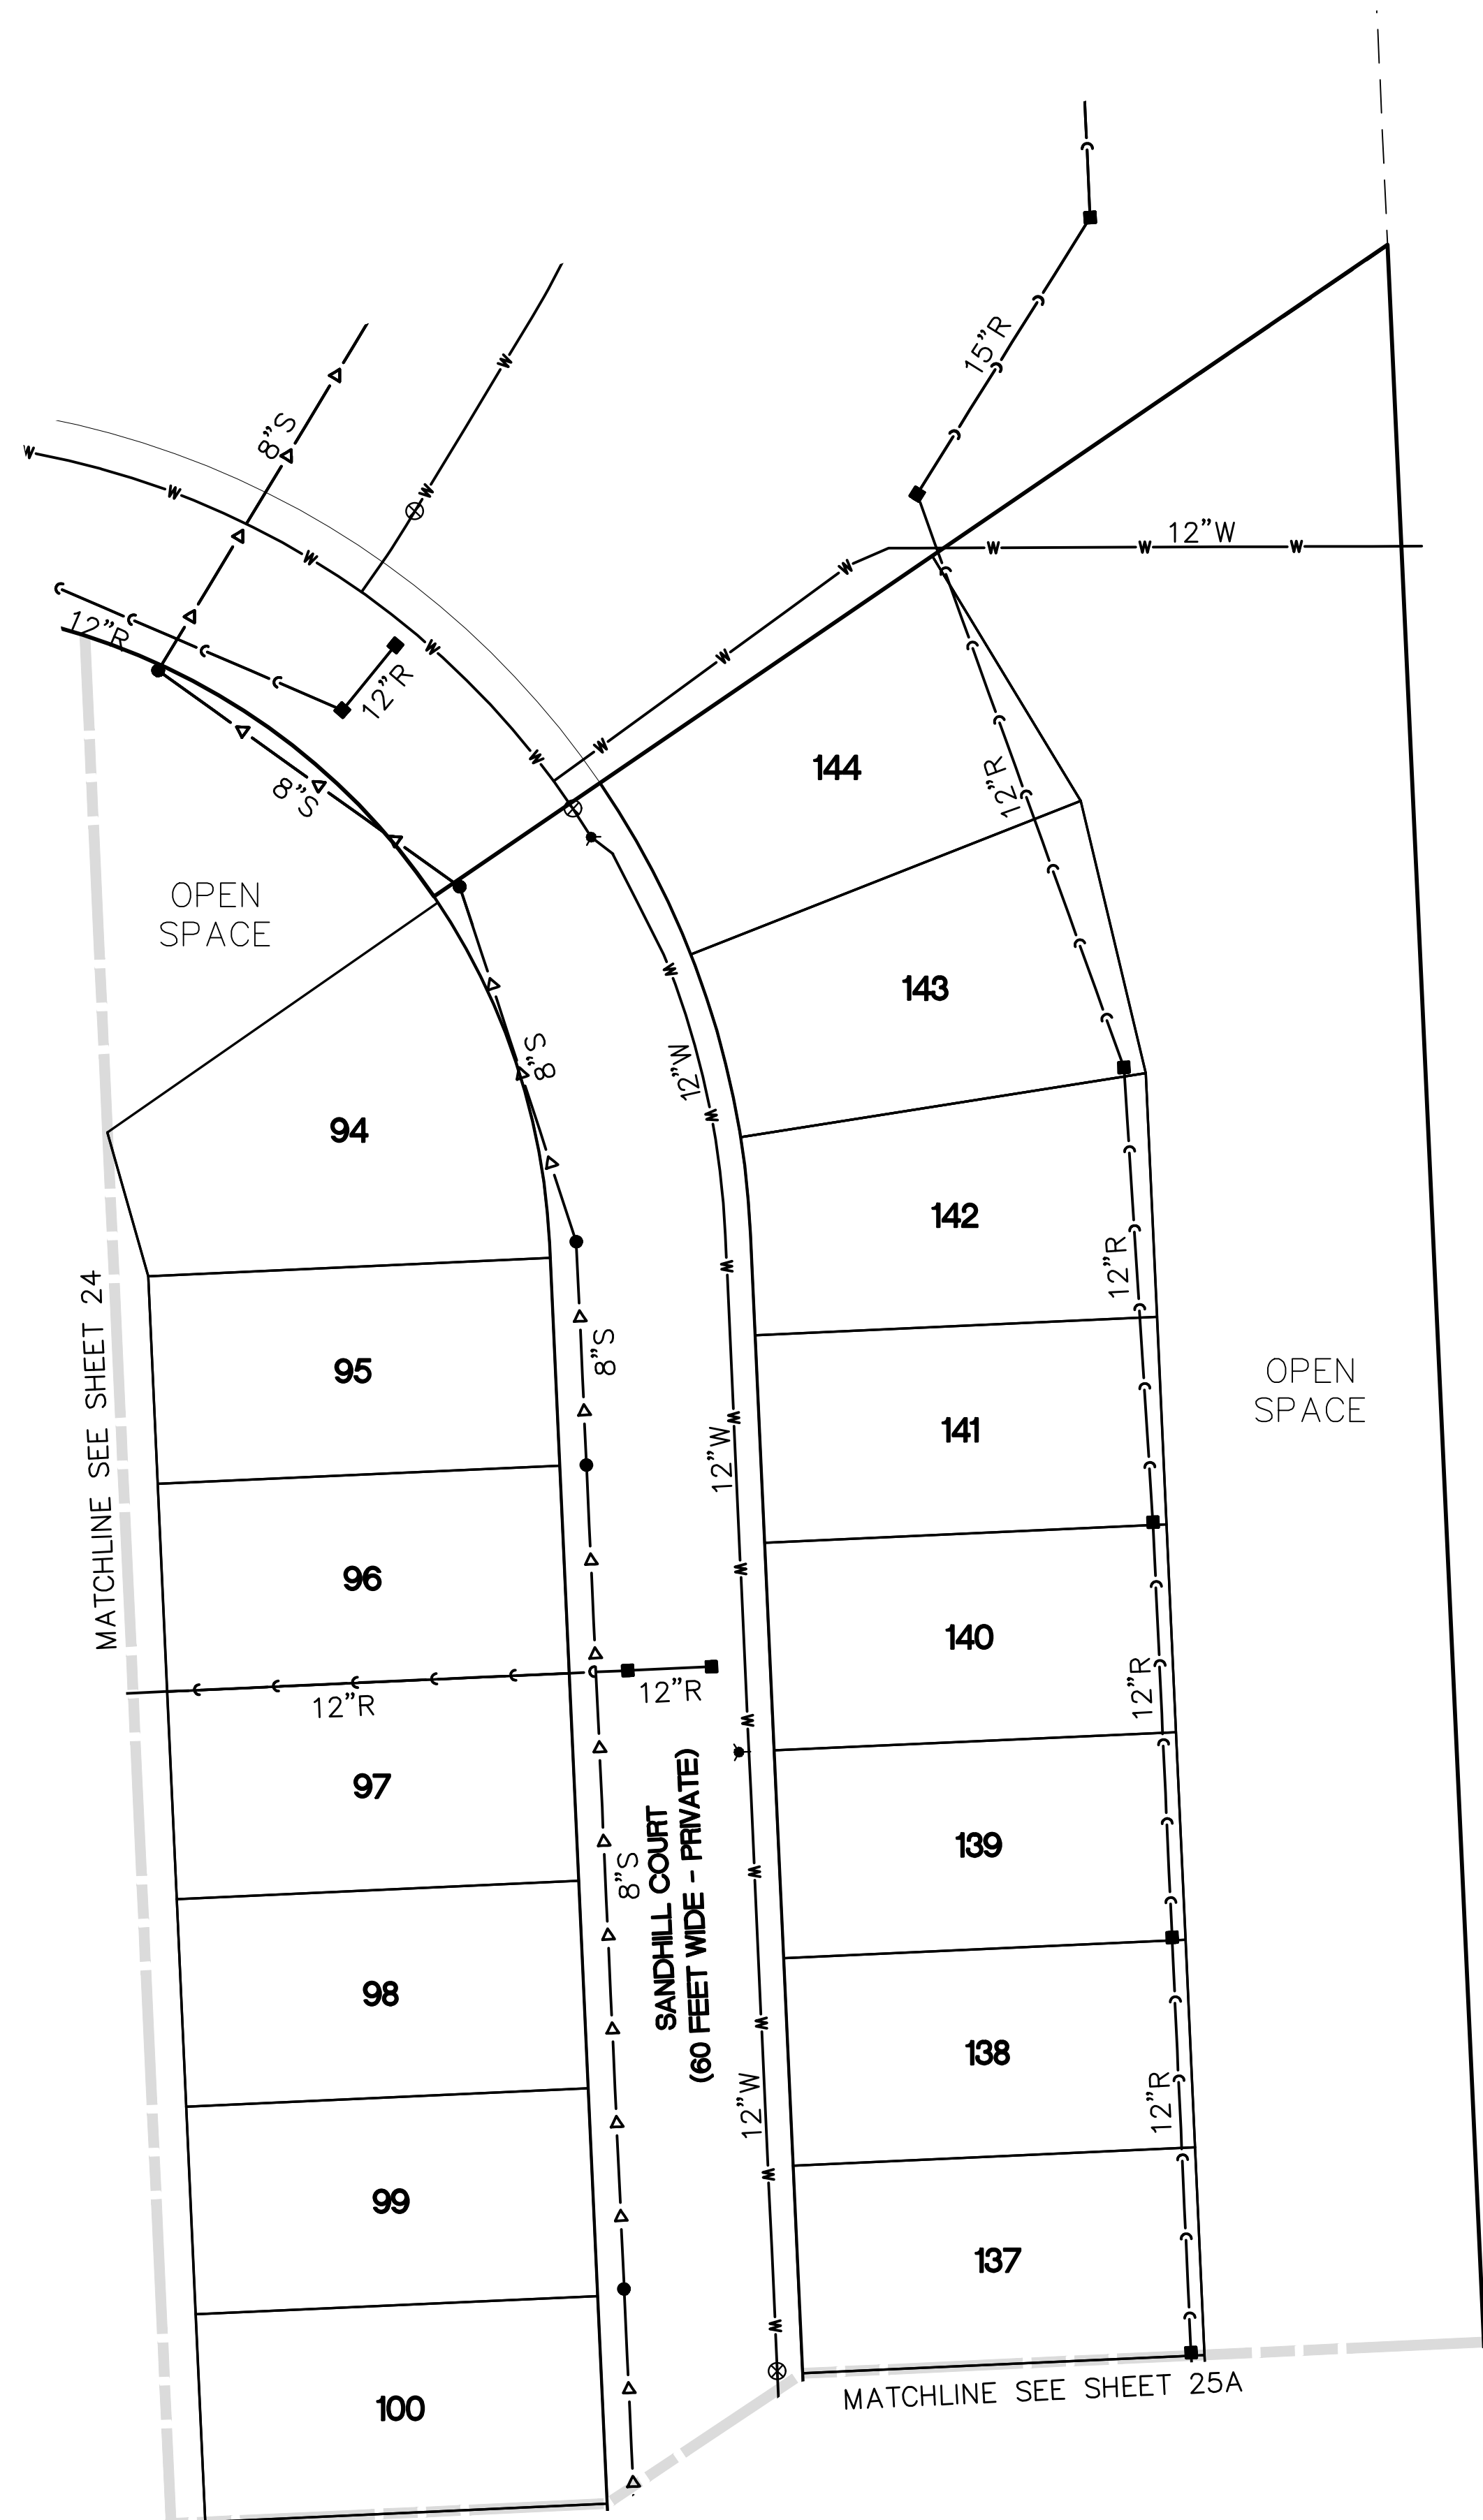 15”R
8”S
12”W
12”R
12”R
144
12”R
8”S
OPEN
SPACE
143
8”S
12”W
94
142
12”R
MATCHLINE SEE SHEET 24
8”S
95
OPEN
SPACE
141
12”W
96
140
12”R
12”R
12”R
97
SANDHILL COURT
(60 FEET WIDE - PRIVATE)
139
8”S
98
138
12”W
12”R
99
137
MATCHLINE SEE SHEET 25A
100